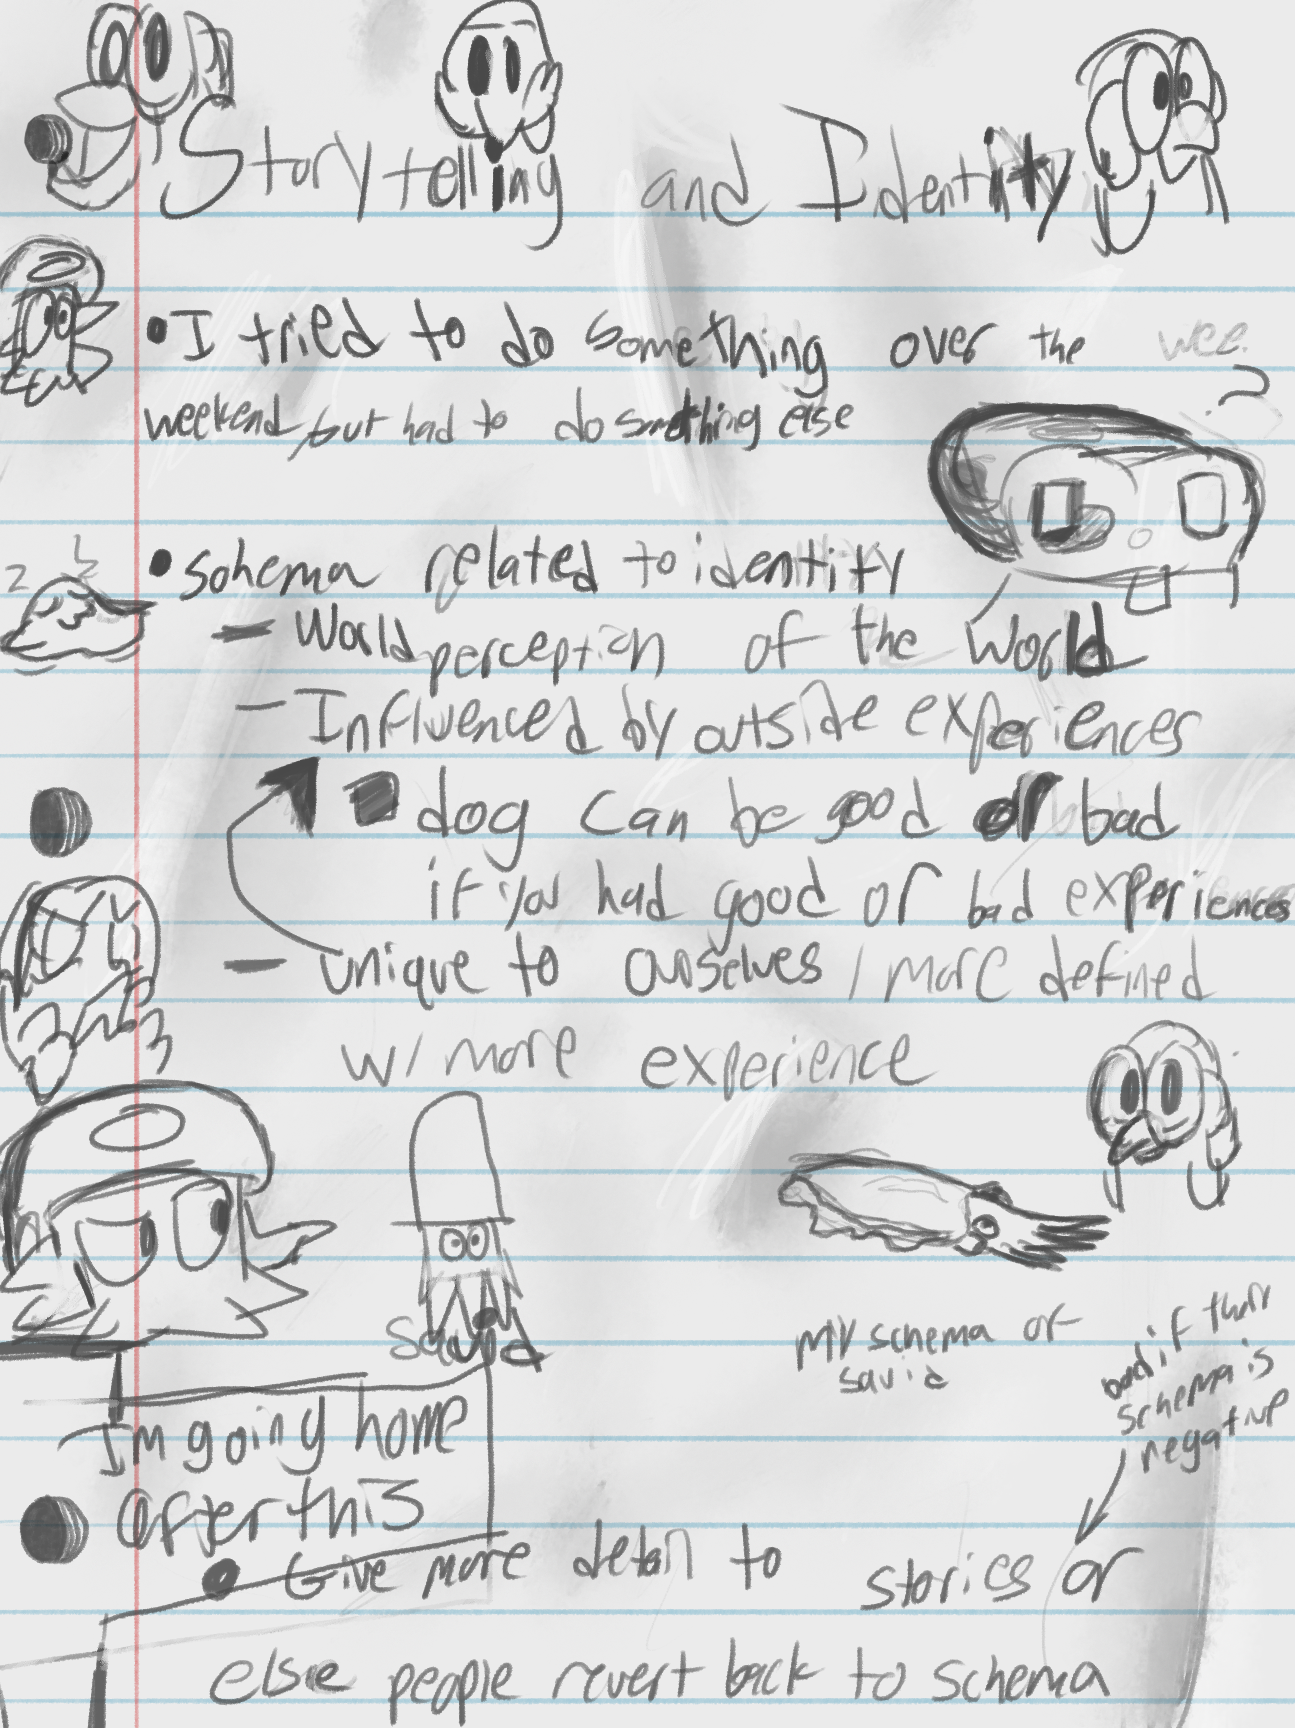 Storytelling and Identity
• I tried to do something over the wee.
weekend, but had to do something else
?
z z
• schema related to identity
- World perception of the World
- Influenced by outside experiences
■ dog can be good or bad
if you had good or bad experiences
- unique to ourselves / more defined
w/ more experience
Squid
My schema of
squid
bad if their
schema is
negative
I'm going home
after this
• Give more detail to stories or
else people revert back to schema